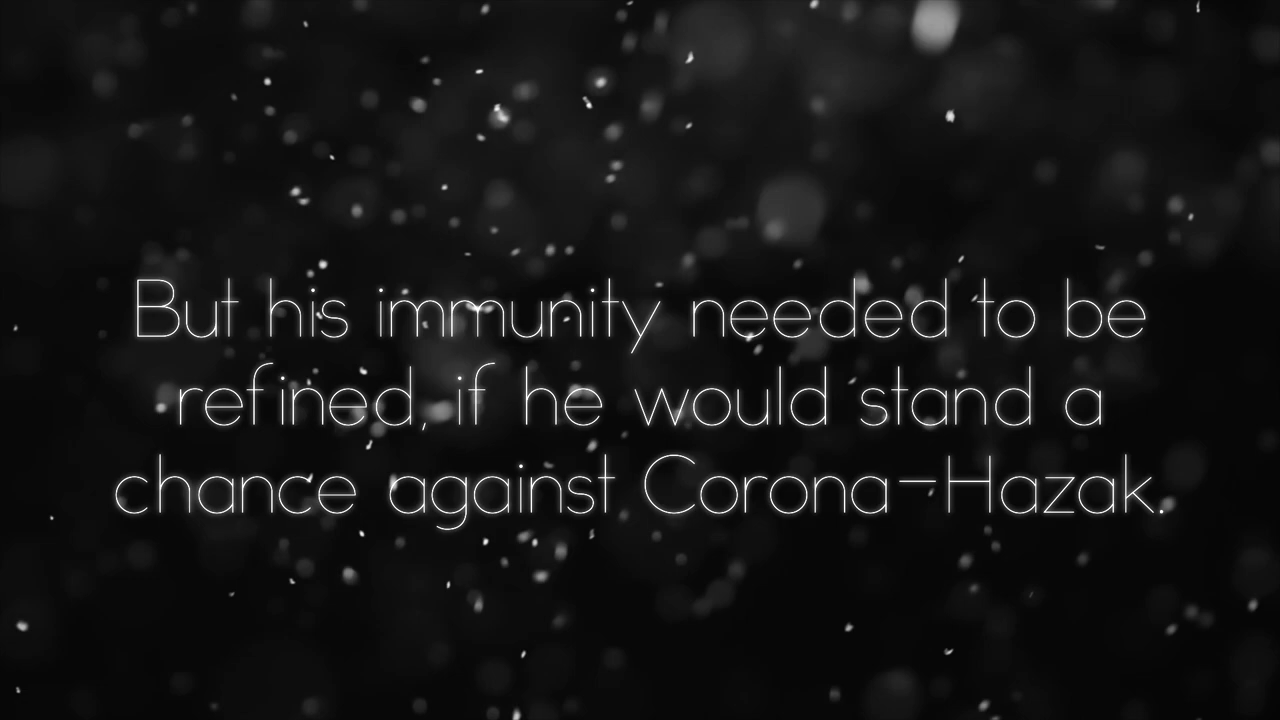 But his immunity needed to be
refined, if he would stand a
chance against Corona-Hazak.